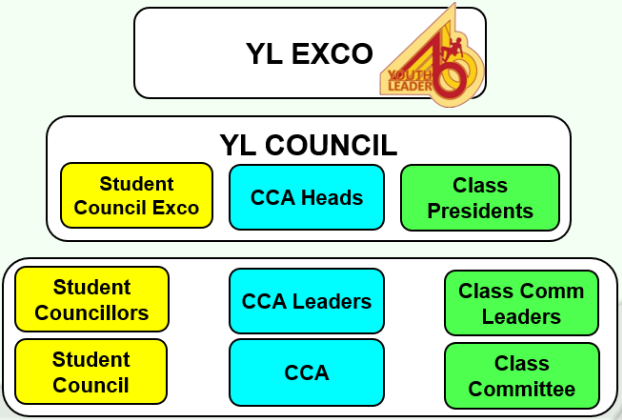 YL EXCO
YOUTH
LEADER
YL COUNCIL
Student
Council Exco
CCA Heads
Class
Presidents
Student
Councillors
CCA Leaders
Class Comm
Leaders
Student
Council
CCA
Class
Committee